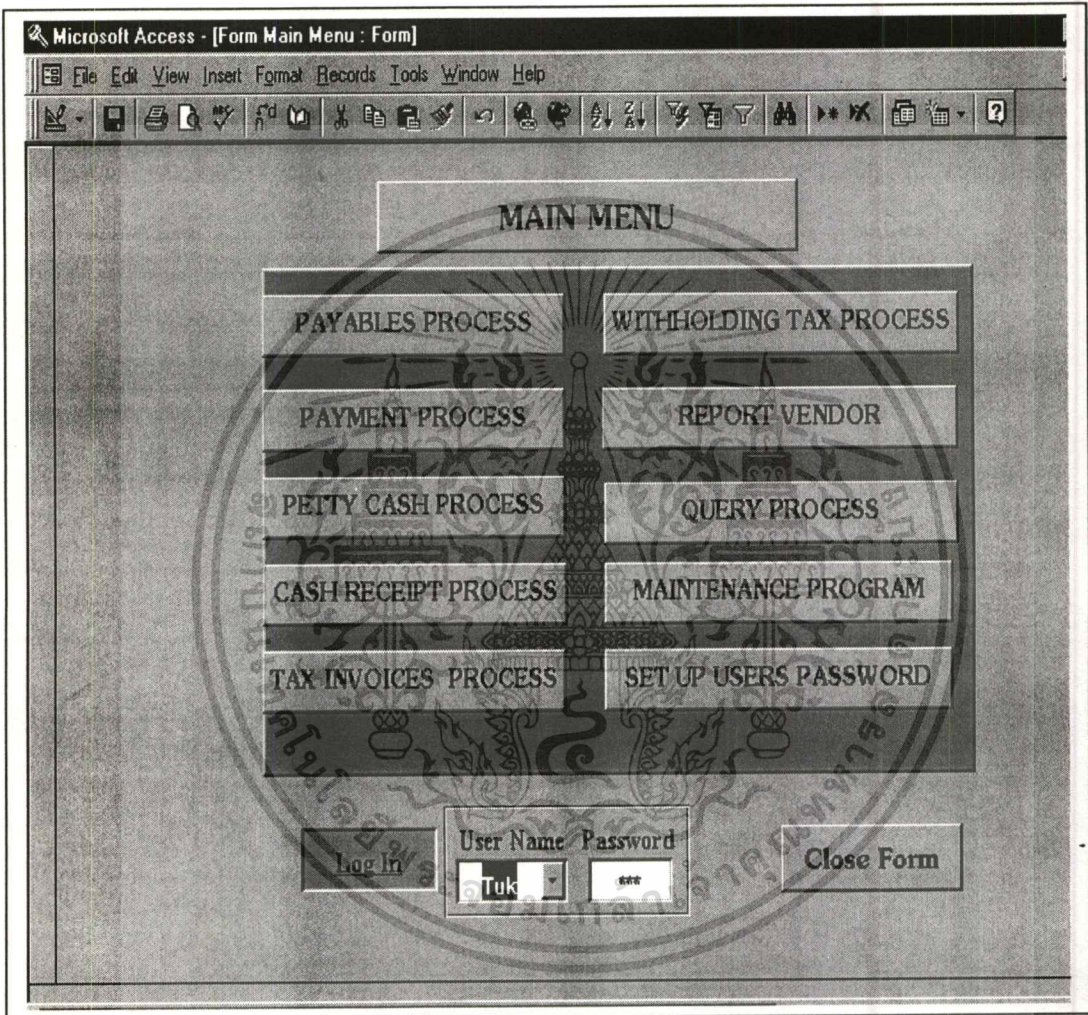 Microsoft Access - [Form Main Menu : Form]
File Edit View Insert Format Records Tools Window Help
MAIN MENU
PAYABLES PROCESS
WITHHOLDING TAX PROCESS
PAYMENT PROCESS
REPORT VENDOR
PETTY CASH PROCESS
QUERY PROCESS
CASH RECEIPT PROCESS
MAINTENANCE PROGRAM
TAX INVOICES PROCESS
SET UP USERS PASSWORD
Log In
User Name Password
Tuk ***
Close Form